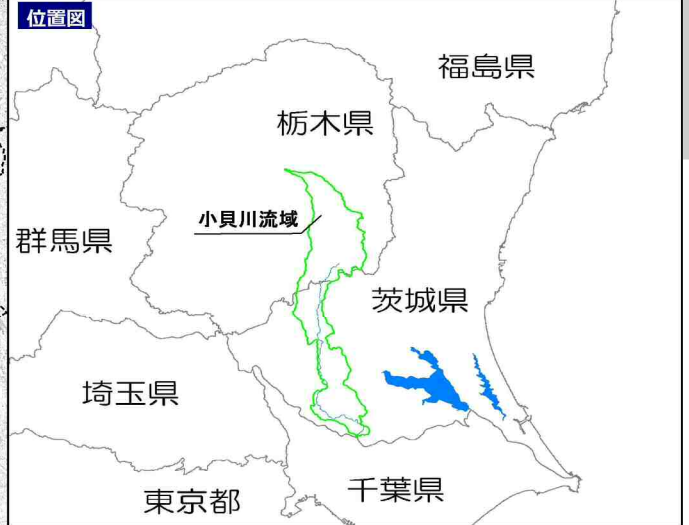 位置図
福島県
栃木県
小貝川流域
群馬県
茨城県
埼玉県
千葉県
東京都